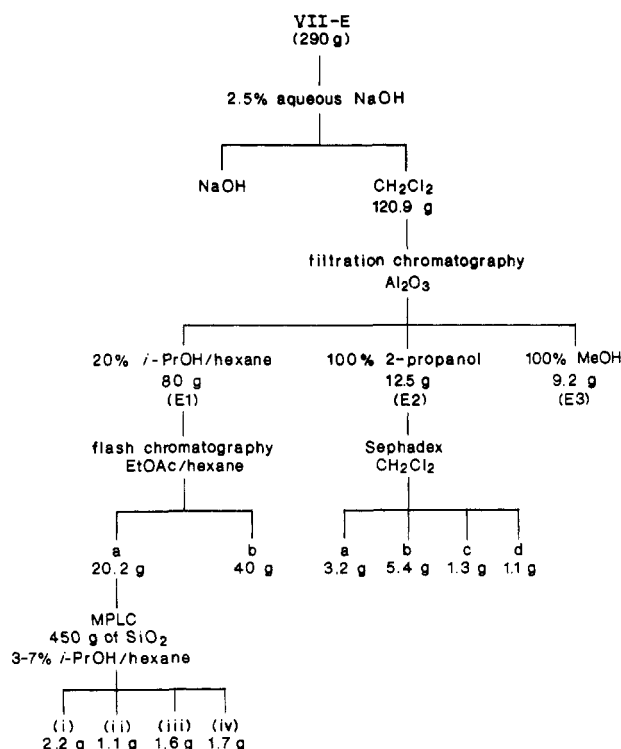 VII-E
(290 g)
2.5% aqueous NaOH
NaOH
CH2Cl2
120.9 g
filtration chromatography
Al2O3
20% i-PrOH/hexane
80 g
(E1)
100% 2-propanol
12.5 g
(E2)
100% MeOH
9.2 g
(E3)
flash chromatography
EtOAc/hexane
Sephadex
CH2Cl2
a
20.2 g
b
40 g
a
3.2 g
b
5.4 g
c
1.3 g
d
1.1 g
MPLC
450 g of SiO2
3-7% i-PrOH/hexane
(i)
2.2 g
(ii)
1.1 g
(iii)
1.6 g
(iv)
1.7 g